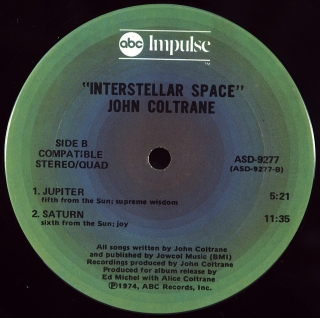 abc Impulse
TM
"INTERSTELLAR SPACE"
JOHN COLTRANE
SIDE B
COMPATIBLE
STEREO/QUAD
ASD-9277
(ASD-9277-B)
1. JUPITER 5:21
fifth from the Sun; supreme wisdom
2. SATURN 11:35
sixth from the Sun; joy
All songs written by John Coltrane
and published by Jowcol Music (BMI)
Recordings produced by John Coltrane
Produced for album release by
Ed Michel with Alice Coltrane
℗1974, ABC Records, Inc.